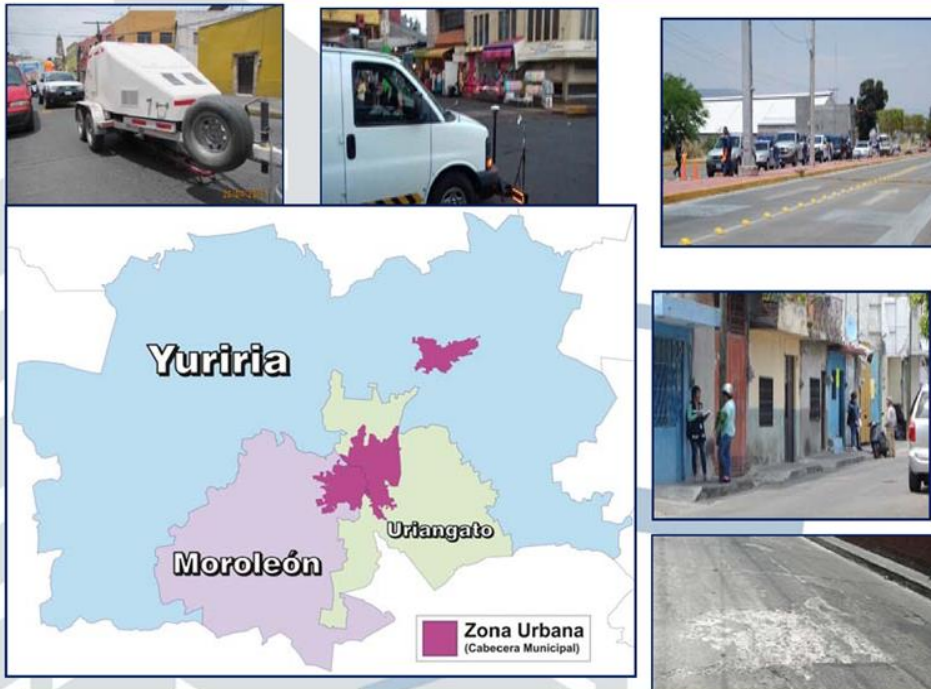 Yuriria
Uriangato
Moroleón
Zona Urbana
(Cabecera Municipal)